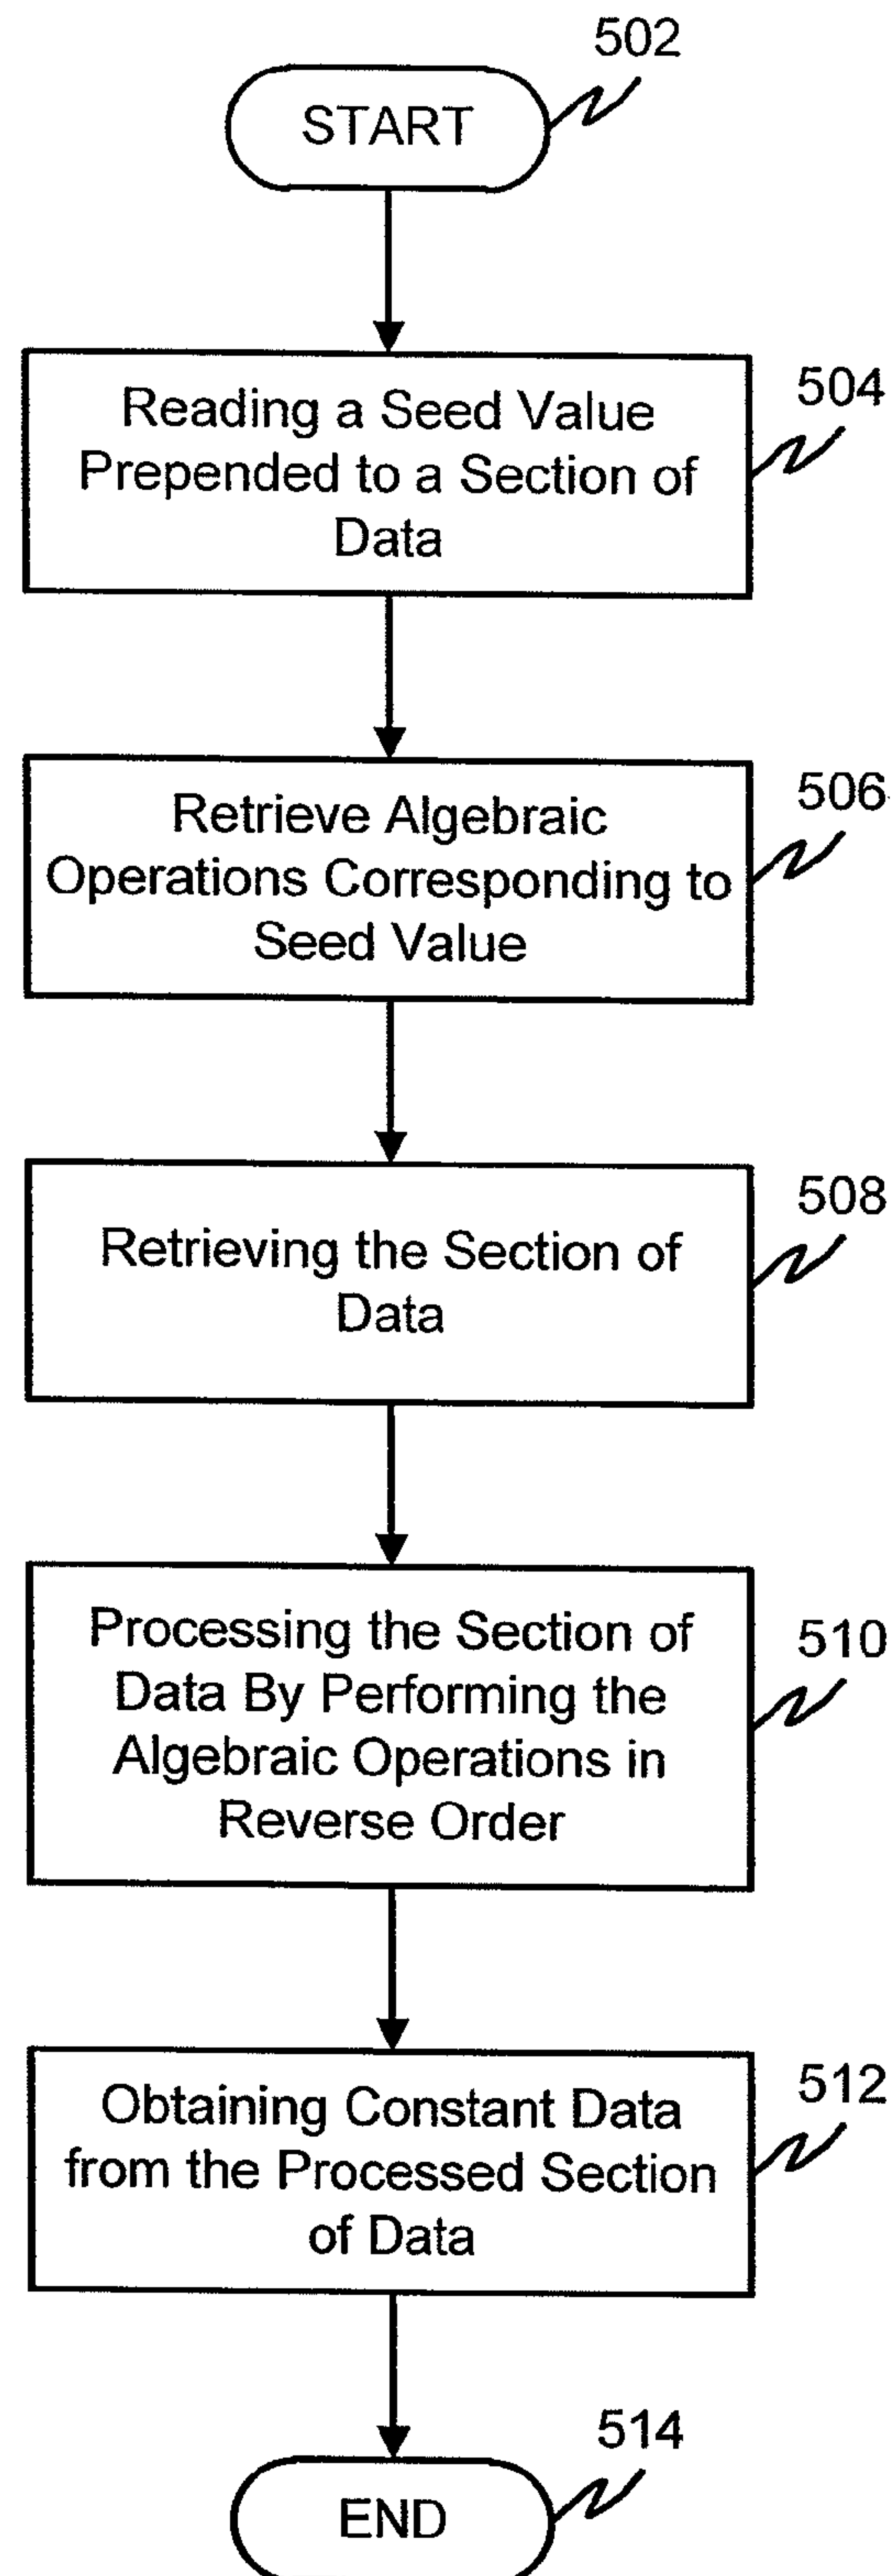 502
START
504
Reading a Seed Value
Prepended to a Section of
Data
506
Retrieve Algebraic
Operations Corresponding to
Seed Value
508
Retrieving the Section of
Data
510
Processing the Section of
Data By Performing the
Algebraic Operations in
Reverse Order
512
Obtaining Constant Data
from the Processed Section
of Data
514
END